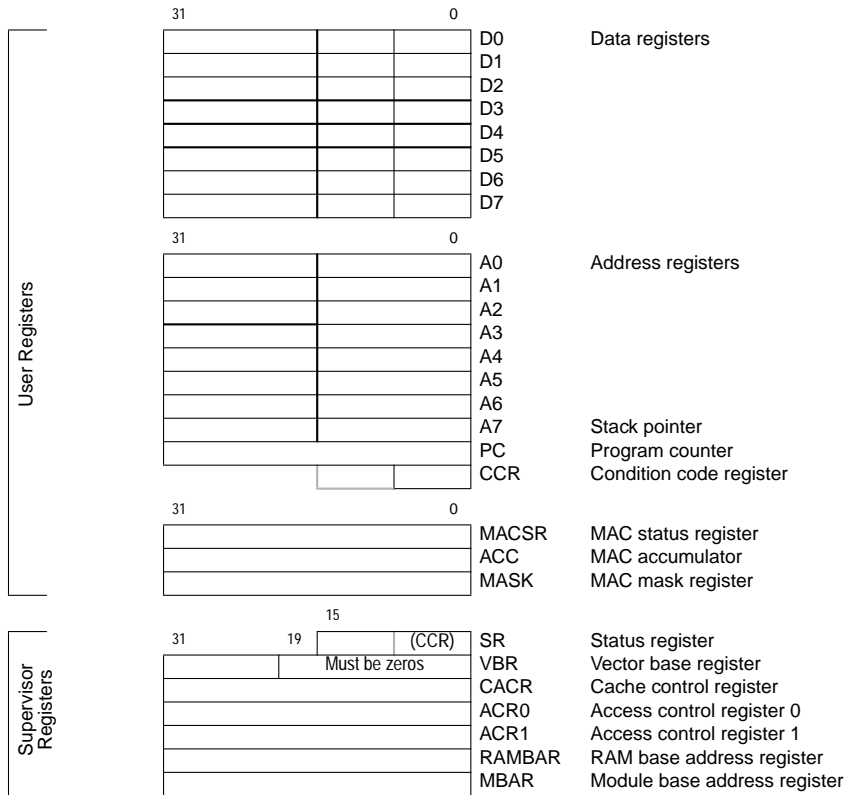 31 0
D0 Data registers
D1
D2
D3
D4
D5
D6
D7
31 0
A0 Address registers
A1
A2
A3
A4
A5
A6
A7 Stack pointer
PC Program counter
CCR Condition code register
31 0
MACSR MAC status register
ACC MAC accumulator
MASK MAC mask register
User Registers
15
31 19 (CCR) SR Status register
Must be zeros VBR Vector base register
CACR Cache control register
ACR0 Access control register 0
ACR1 Access control register 1
RAMBAR RAM base address register
MBAR Module base address register
Supervisor
Registers